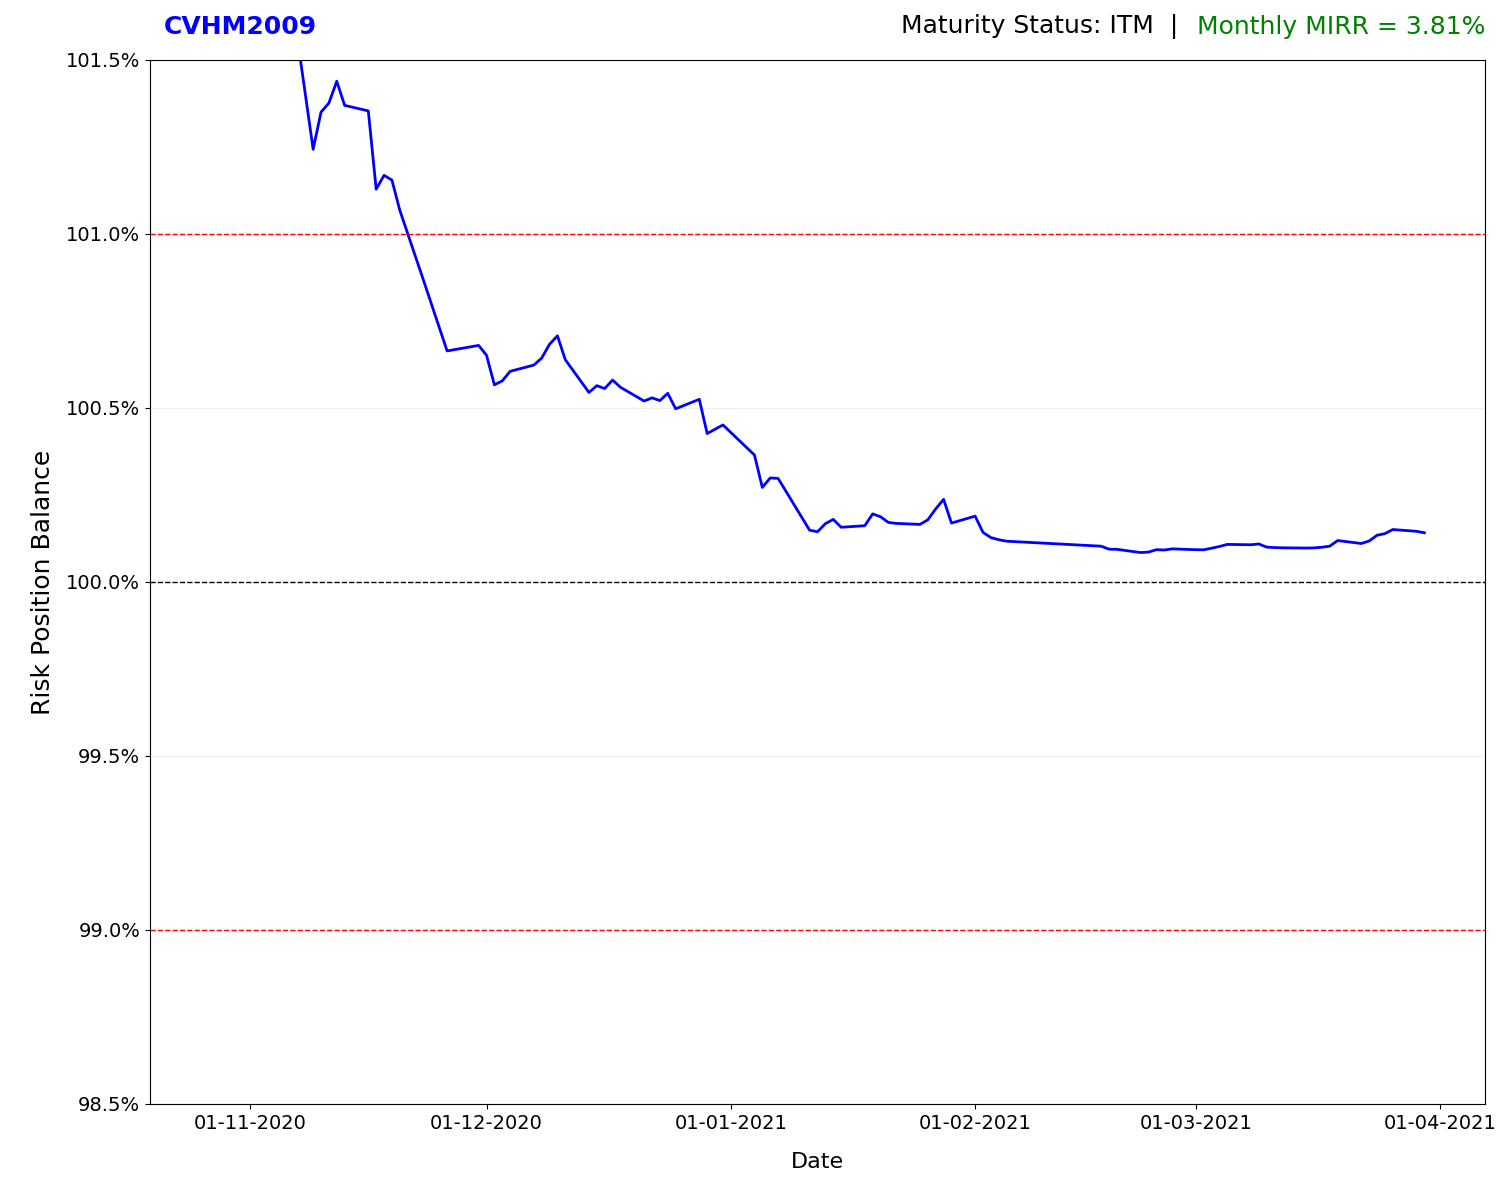 CVHM2009
Maturity Status: ITM | Monthly MIRR = 3.81%
101.5%
101.0%
100.5%
100.0%
99.5%
99.0%
98.5%
Risk Position Balance
01-11-2020 01-12-2020 01-01-2021 01-02-2021 01-03-2021 01-04-2021
Date